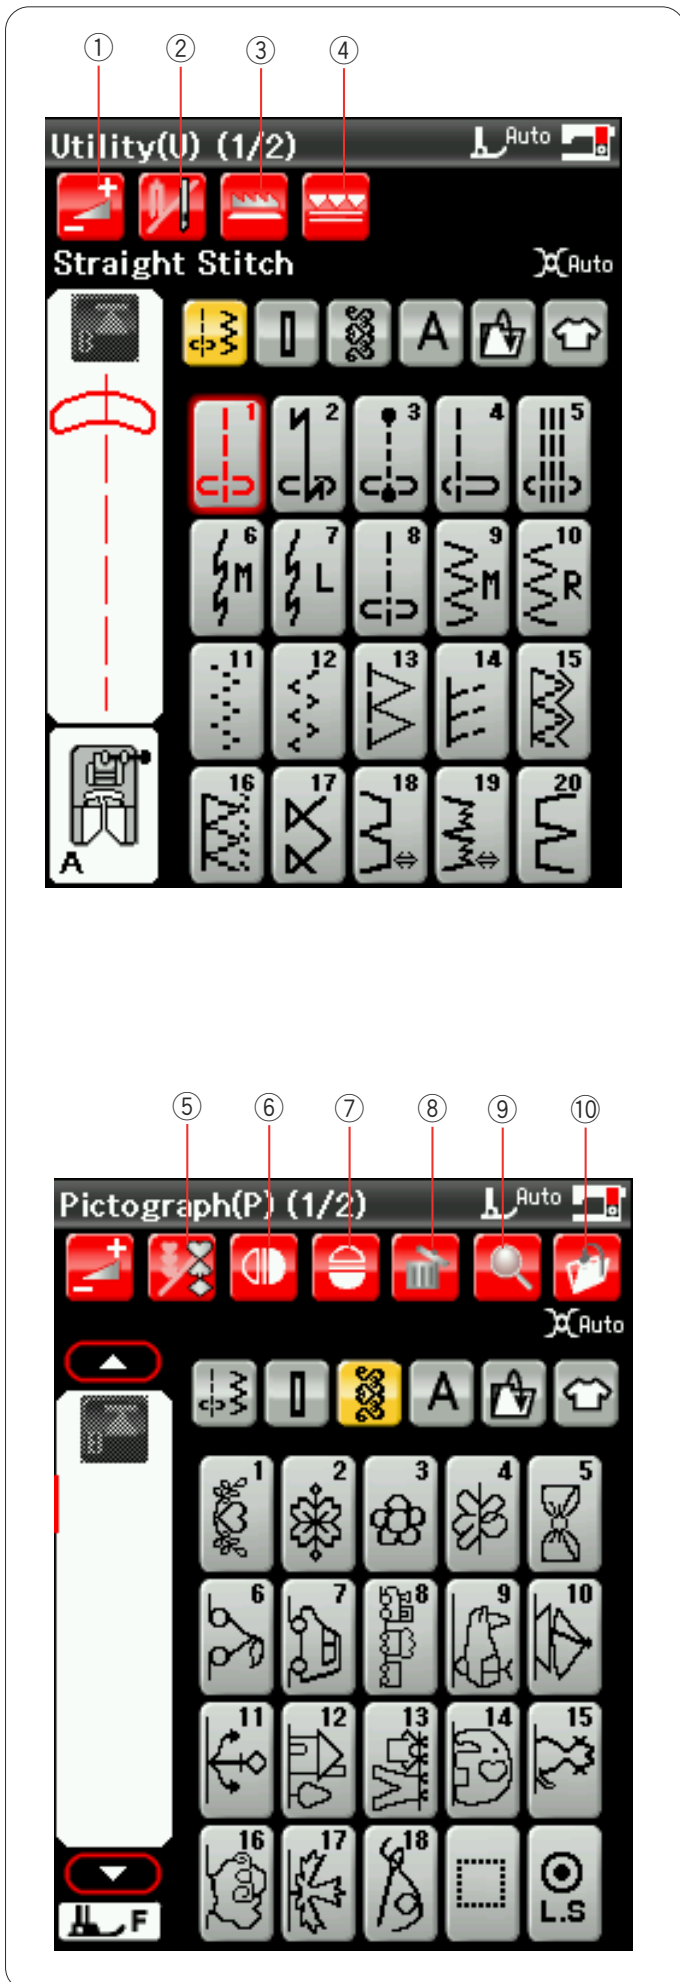 ① ② ③ ④
Utility(U) (1/2) Auto
Straight Stitch Auto
B A
1 2 3 4 5
6 M 7 L 8 9 M 10 R
11 12 13 14 15
16 17 18 19 20
A
⑤ ⑥ ⑦ ⑧ ⑨ ⑩
Pictograph(P) (1/2) Auto
Auto
B A
1 2 3 4 5
6 7 8 9 10
11 12 13 14 15
16 17 18 L.S
F